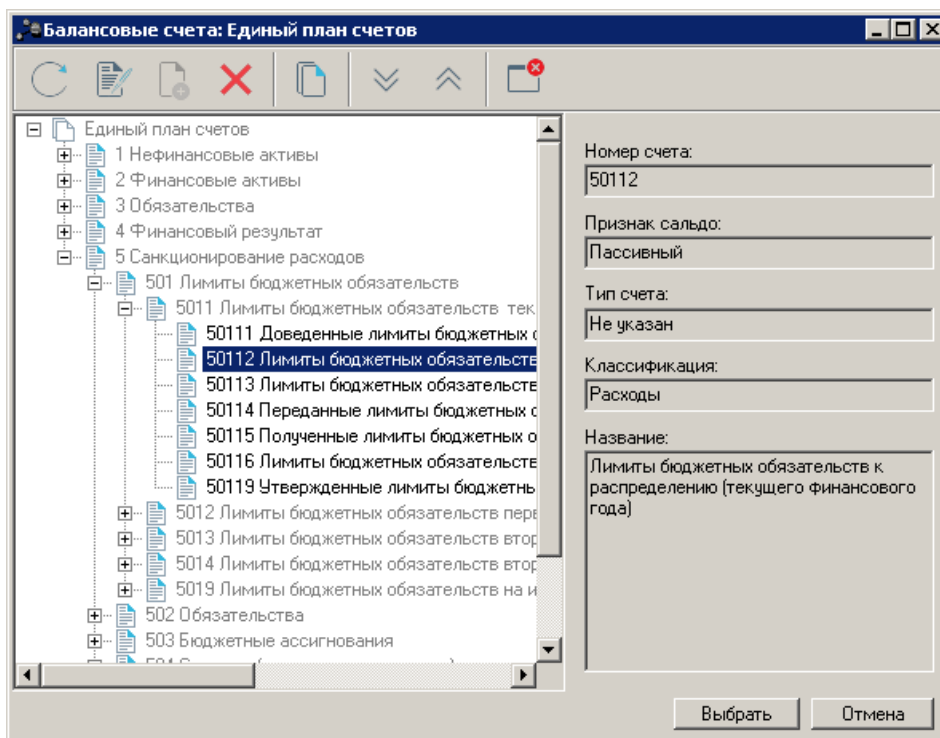 Балансовые счета: Единый план счетов
Единый план счетов
1 Нефинансовые активы
2 Финансовые активы
3 Обязательства
4 Финансовый результат
5 Санкционирование расходов
501 Лимиты бюджетных обязательств
5011 Лимиты бюджетных обязательств тек
50111 Доведенные лимиты бюджетных
50112 Лимиты бюджетных обязательств
50113 Лимиты бюджетных обязательств
50114 Переданные лимиты бюджетных
50115 Полученные лимиты бюджетных о
50116 Лимиты бюджетных обязательств
50119 Утвержденные лимиты бюджетнь
5012 Лимиты бюджетных обязательств перв
5013 Лимиты бюджетных обязательств втор
5014 Лимиты бюджетных обязательств втор
5019 Лимиты бюджетных обязательств на и
502 Обязательства
503 Бюджетные ассигнования
Номер счета:
50112
Признак сальдо:
Пассивный
Тип счета:
Не указан
Классификация:
Расходы
Название:
Лимиты бюджетных обязательств к
распределению (текущего финансового
года)
Выбрать
Отмена